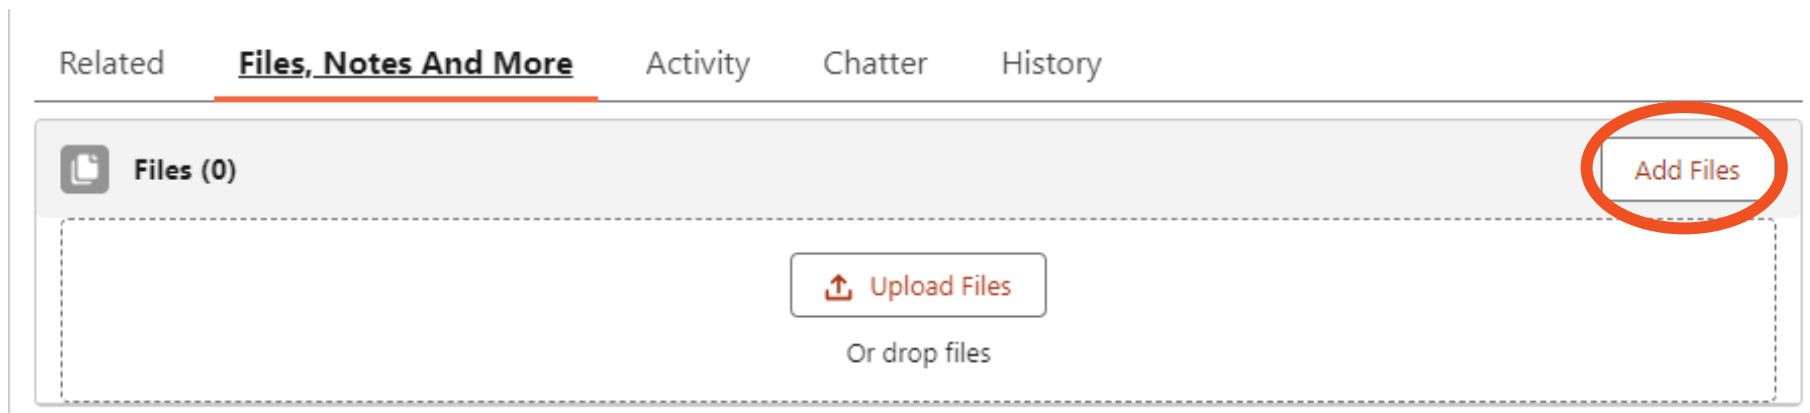 Related Files, Notes And More Activity Chatter History
Files (0) Add Files
Upload Files
Or drop files